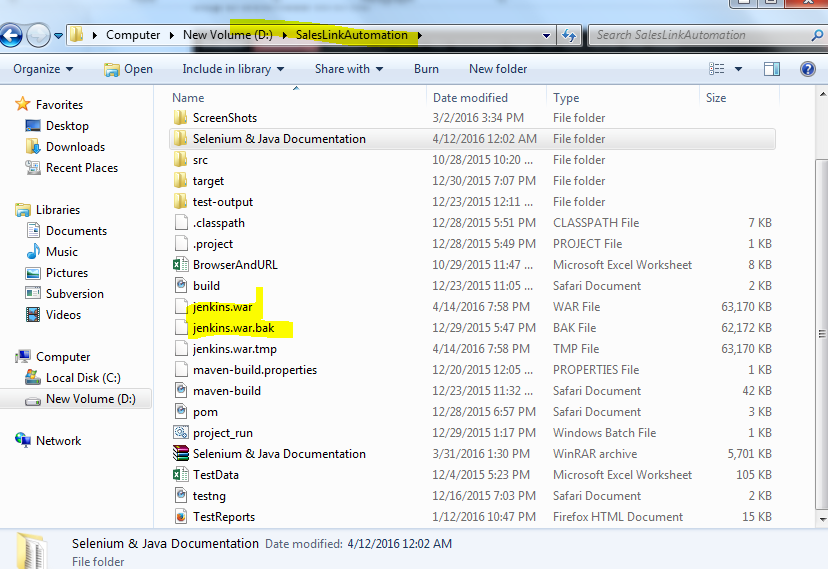 Computer New Volume (D:) SalesLinkAutomation Search SalesLinkAutomation
Organize Open Include in library Share with Burn New folder
Favorites
Desktop
Downloads
Recent Places
Libraries
Documents
Music
Pictures
Subversion
Videos
Computer
Local Disk (C:)
New Volume (D:)
Network
Name Date modified Type Size
ScreenShots 3/2/2016 3:34 PM File folder
Selenium & Java Documentation 4/12/2016 12:02 AM File folder
src 10/28/2015 10:20 ... File folder
target 12/30/2015 7:07 PM File folder
test-output 12/23/2015 12:11 ... File folder
.classpath 12/28/2015 5:51 PM CLASSPATH File 7 KB
.project 12/28/2015 5:49 PM PROJECT File 1 KB
BrowserAndURL 10/29/2015 11:47 ... Microsoft Excel Worksheet 8 KB
build 12/23/2015 11:05 ... Safari Document 2 KB
jenkins.war 4/14/2016 7:58 PM WAR File 63,170 KB
jenkins.war.bak 12/29/2015 5:47 PM BAK File 62,172 KB
jenkins.war.tmp 4/14/2016 7:58 PM TMP File 63,170 KB
maven-build.properties 12/20/2015 12:05 ... PROPERTIES File 1 KB
maven-build 12/23/2015 11:32 ... Safari Document 42 KB
pom 12/28/2015 6:57 PM Safari Document 3 KB
project_run 12/29/2015 1:17 PM Windows Batch File 1 KB
Selenium & Java Documentation 3/31/2016 1:30 PM WinRAR archive 5,701 KB
TestData 12/4/2015 5:23 PM Microsoft Excel Worksheet 105 KB
testng 12/16/2015 7:03 PM Safari Document 2 KB
TestReports 1/12/2016 10:47 PM Firefox HTML Document 15 KB
Selenium & Java Documentation Date modified: 4/12/2016 12:02 AM
File folder